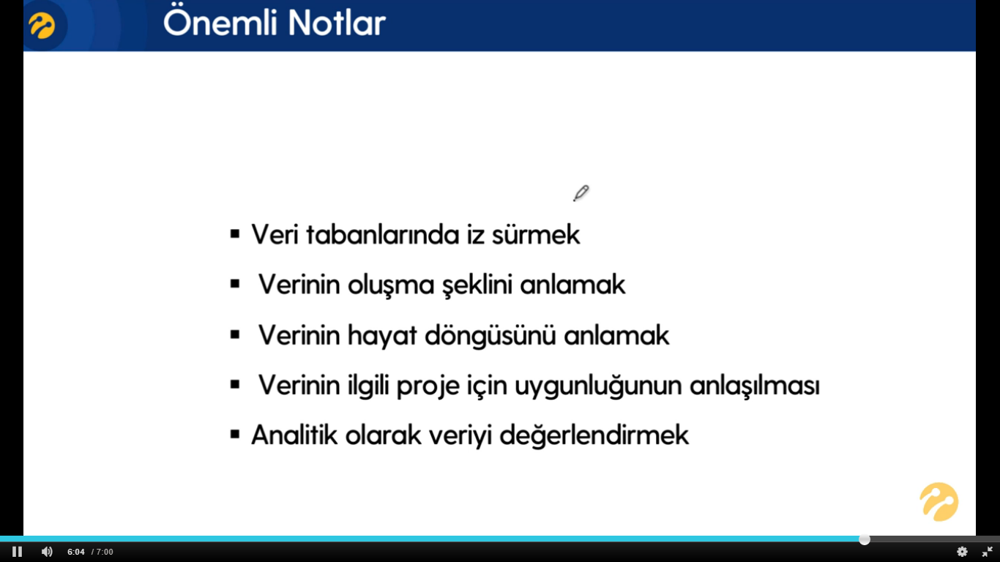 Önemli Notlar
▪ Veri tabanlarında iz sürmek
▪ Verinin oluşma şeklini anlamak
▪ Verinin hayat döngüsünü anlamak
▪ Verinin ilgili proje için uygunluğunun anlaşılması
▪ Analitik olarak veriyi değerlendirmek
6:04 / 7:00